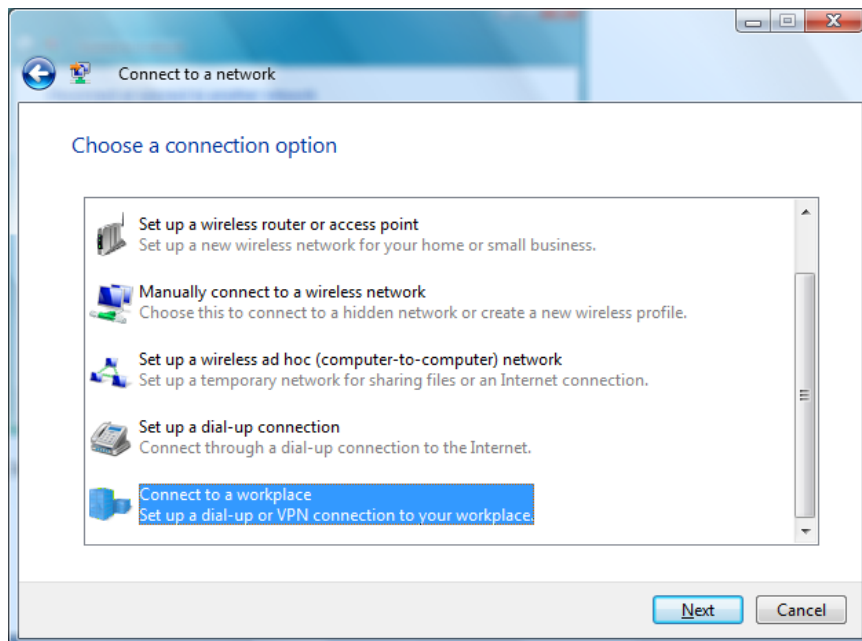 Connect to a network
Choose a connection option
Set up a wireless router or access point
Set up a new wireless network for your home or small business.
Manually connect to a wireless network
Choose this to connect to a hidden network or create a new wireless profile.
Set up a wireless ad hoc (computer-to-computer) network
Set up a temporary network for sharing files or an Internet connection.
Set up a dial-up connection
Connect through a dial-up connection to the Internet.
Connect to a workplace
Set up a dial-up or VPN connection to your workplace.
Next
Cancel